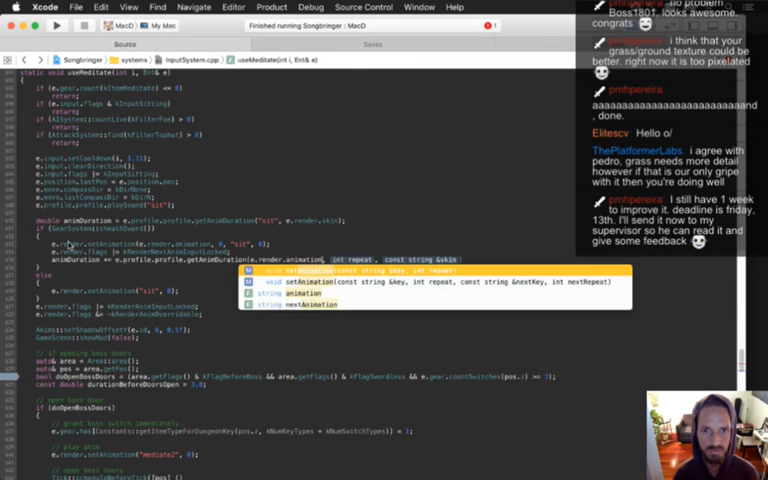 Xcode File Edit View Find Navigate Editor Product Debug Source Control Window Help
MacD My Mac
Finished running Songbringer : MacD
1
Source
Saves
Songbringer systems InputSystem.cpp useMeditate(int i, Ent& e)
static void useMeditate(int i, Ent& e)
{
if (e.gear.count(kItemMeditate) <= 0)
return;
if (e.input.flags & kInputSitting)
return;
if (AISystem::countLive(kFilterFoe) > 0)
return;
if (AttackSystem::find(kFilterTophat) > 0)
return;
e.input.setCooldown(i, 1.11);
e.input.clearDirection();
e.input.flags |= kInputSitting;
e.position.lastPos = e.position.pos;
e.movn.compassDir = kDirNone;
e.movn.lastCompassDir = kDirN;
e.profile.profile.playSound("sit");
double animDuration = e.profile.profile.getAnimDuration("sit", e.render.skin);
if (GearSystem::sheathSword())
{
e.render.setAnimation(e.render.animation, 0, "sit", 0);
e.render.flags |= kRenderNextAnimInputLocked;
animDuration += e.profile.profile.getAnimDuration(e.render.animation, int repeat, const string &skin
}
else
{
e.render.setAnimation("sit", 0);
}
e.render.flags |= kRenderAnimInputLocked;
e.render.flags &= ~kRenderAnimOverridable;
Anims::setShadowOffsetY(e.id, 6, 0.5f);
GameScene::showHud(false);
// if opening boss doors
auto& area = Area::area();
auto& pos = area.getPos();
bool doOpenBossDoors = (area.getFlags() & kFlagBeforeBoss && area.getFlags() & kFlagSwordless && e.gear.countSwitches(pos.z) >= 3);
const double durationBeforeDoorsOpen = 3.0;
// open boss door
if (doOpenBossDoors)
{
// grant boss switch immediately
e.gear.has[Constants::getItemTypeForDungeonKey(pos.z, kNumKeyTypes + kNumSwitchTypes)] = 1;
// play anim
e.render.setAnimation("mediate2", 0);
// open boss doors
M void setAnimation(const string &key, int repeat)
M void setAnimation(const string &key, int repeat, const string &nextKey, int nextRepeat)
F string animation
F string nextAnimation
no problem
Boss1801, looks awesome
congrats
pmhpereira i think that your
grass/ground texture could be
better. right now it is too pixelated
pmhpereira
aaaaaaaaaaaaaaaaaaaaaaaaaand
, done.
Elitescv Hello o/
ThePlatformerLabs i agree with
pedro, grass needs more detail
however if that is our only gripe
with it then you're doing well
pmhpereira I still have 1 week
to improve it. deadline is friday,
13th. I'll send it now to my
supervisor so he can read it and
give some feedback